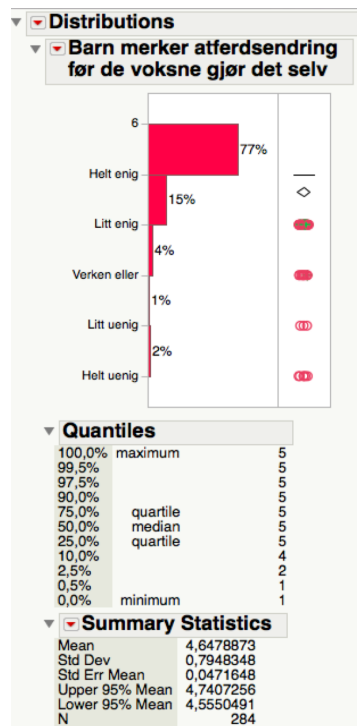 Distributions
Barn merker atferdsendring
før de voksne gjør det selv
6
77%
Helt enig
15%
Litt enig
4%
Verken eller
1%
Litt uenig
2%
Helt uenig
Quantiles
100,0% maximum 5
99,5% 5
97,5% 5
90,0% 5
75,0% quartile 5
50,0% median 5
25,0% quartile 5
10,0% 4
2,5% 2
0,5% 1
0,0% minimum 1
Summary Statistics
Mean 4,6478873
Std Dev 0,7948348
Std Err Mean 0,0471648
Upper 95% Mean 4,7407256
Lower 95% Mean 4,5550491
N 284